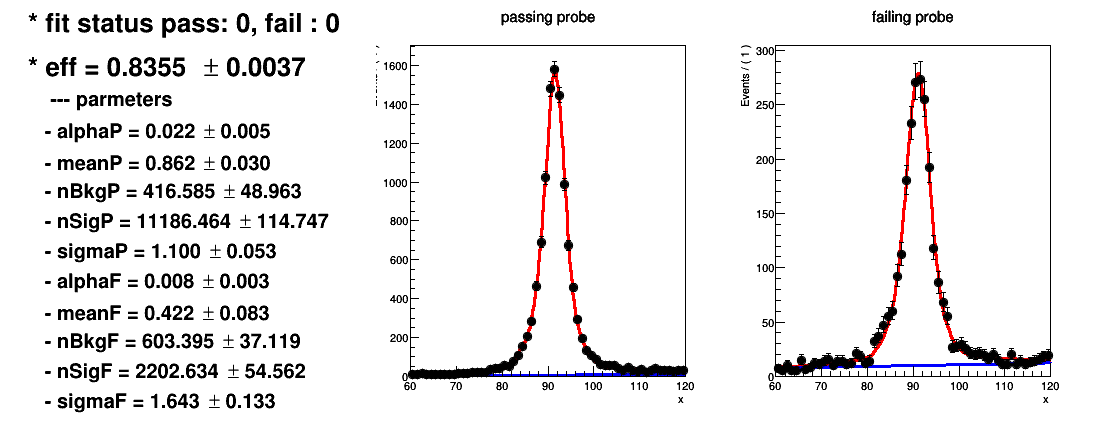 * fit status pass: 0, fail : 0
* eff = 0.8355 ± 0.0037
--- parmeters
- alphaP = 0.022 ± 0.005
- meanP = 0.862 ± 0.030
- nBkgP = 416.585 ± 48.963
- nSigP = 11186.464 ± 114.747
- sigmaP = 1.100 ± 0.053
- alphaF = 0.008 ± 0.003
- meanF = 0.422 ± 0.083
- nBkgF = 603.395 ± 37.119
- nSigF = 2202.634 ± 54.562
- sigmaF = 1.643 ± 0.133
passing probe
1600
1400
1200
1000
800
600
400
200
0
60 70 80 90 100 110 120
x
failing probe
Events / ( 1 )
300
250
200
150
100
50
0
60 70 80 90 100 110 120
x